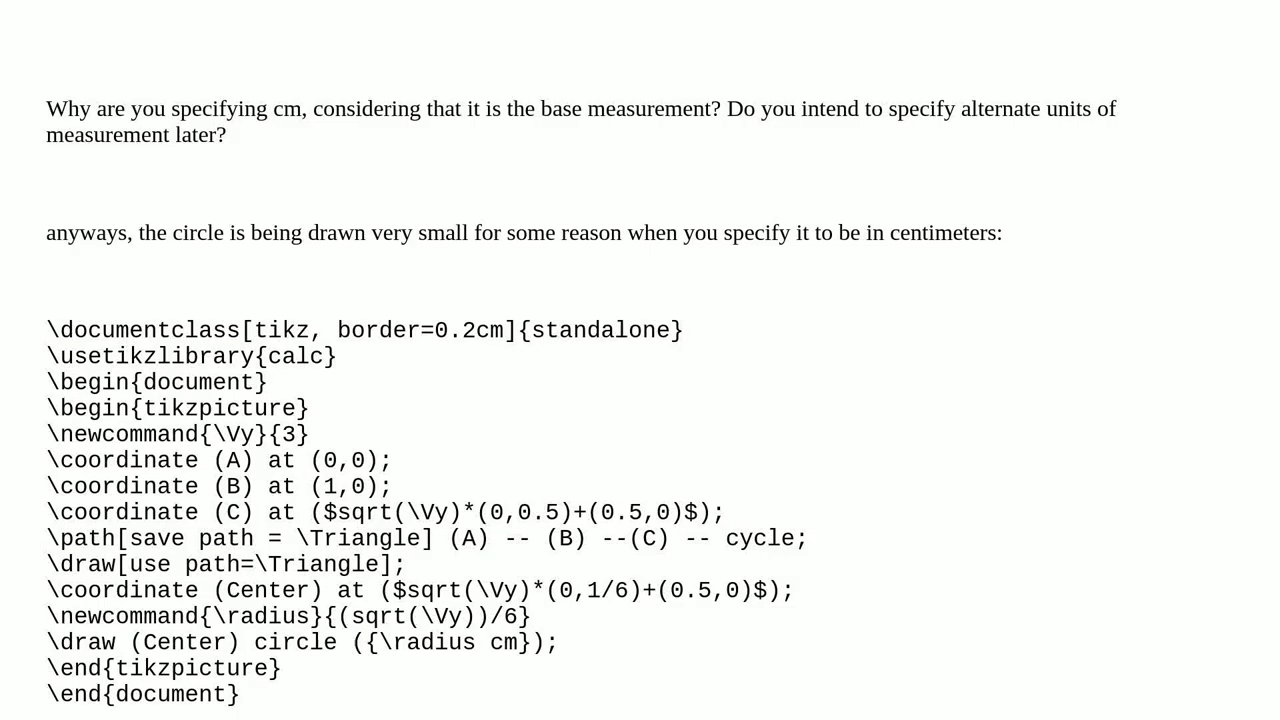 Why are you specifying cm, considering that it is the base measurement? Do you intend to specify alternate units of
measurement later?
anyways, the circle is being drawn very small for some reason when you specify it to be in centimeters:
\documentclass[tikz, border=0.2cm]{standalone}
\usetikzlibrary{calc}
\begin{document}
\begin{tikzpicture}
\newcommand{\Vy}{3}
\coordinate (A) at (0,0);
\coordinate (B) at (1,0);
\coordinate (C) at ($sqrt(\Vy)*(0,0.5)+(0.5,0)$);
\path[save path = \Triangle] (A) -- (B) --(C) -- cycle;
\draw[use path=\Triangle];
\coordinate (Center) at ($sqrt(\Vy)*(0,1/6)+(0.5,0)$);
\newcommand{\radius}{(sqrt(\Vy))/6}
\draw (Center) circle ({\radius cm});
\end{tikzpicture}
\end{document}